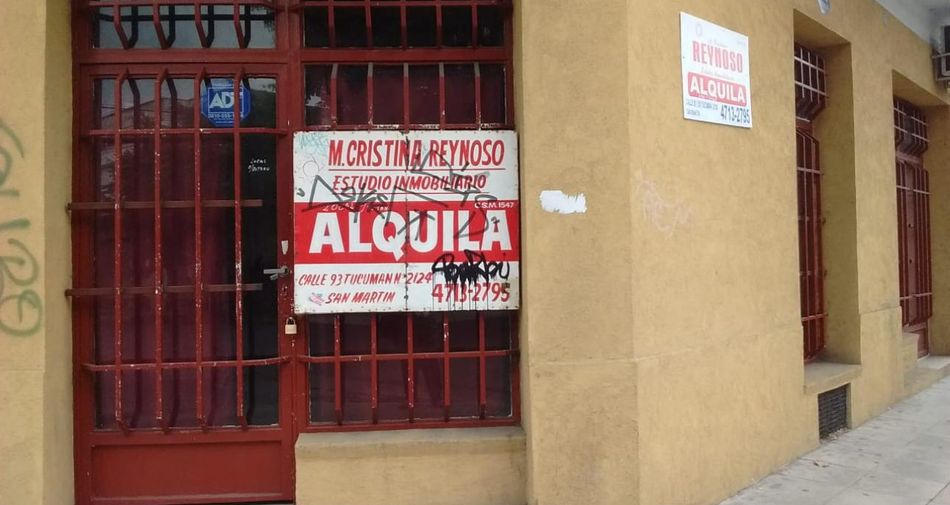 ADT
M.CRISTINA REYNOSO
ESTUDIO INMOBILIARIO
C.S.M. 1547
ALQUILA
CALLE 93 TUCUMAN Nº 2124
SAN MARTIN
4713-2795
REYNOSO
ALQUILA
4713-2795